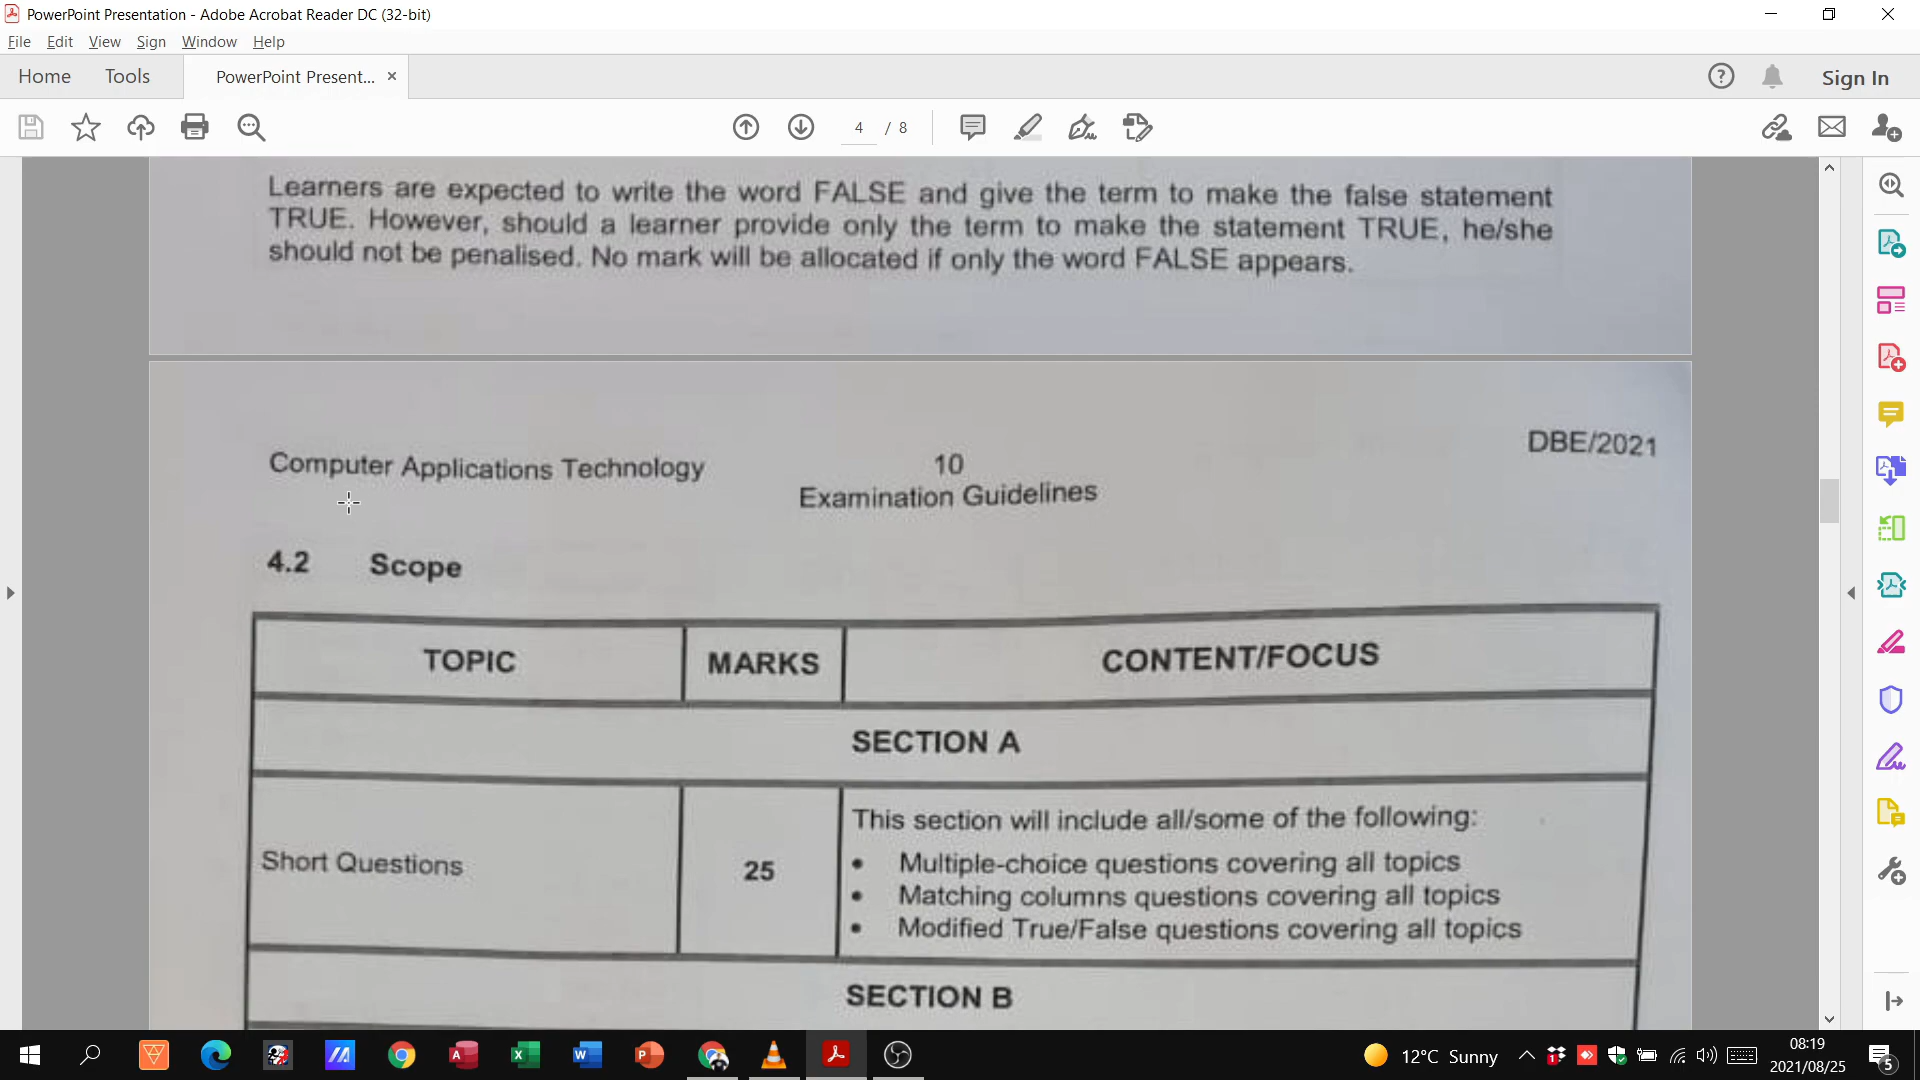 PowerPoint Presentation - Adobe Acrobat Reader DC (32-bit)
File Edit View Sign Window Help
Home Tools PowerPoint Present... ×
Sign In
4 / 8
Learners are expected to write the word FALSE and give the term to make the false statement
TRUE. However, should a learner provide only the term to make the statement TRUE, he/she
should not be penalised. No mark will be allocated if only the word FALSE appears.
DBE/2021
Computer Applications Technology 10
Examination Guidelines
4.2 Scope
TOPIC MARKS CONTENT/FOCUS
SECTION A
This section will include all/some of the following:
Short Questions 25
• Multiple-choice questions covering all topics
• Matching columns questions covering all topics
• Modified True/False questions covering all topics
SECTION B
12°C Sunny
08:19
2021/08/25
5